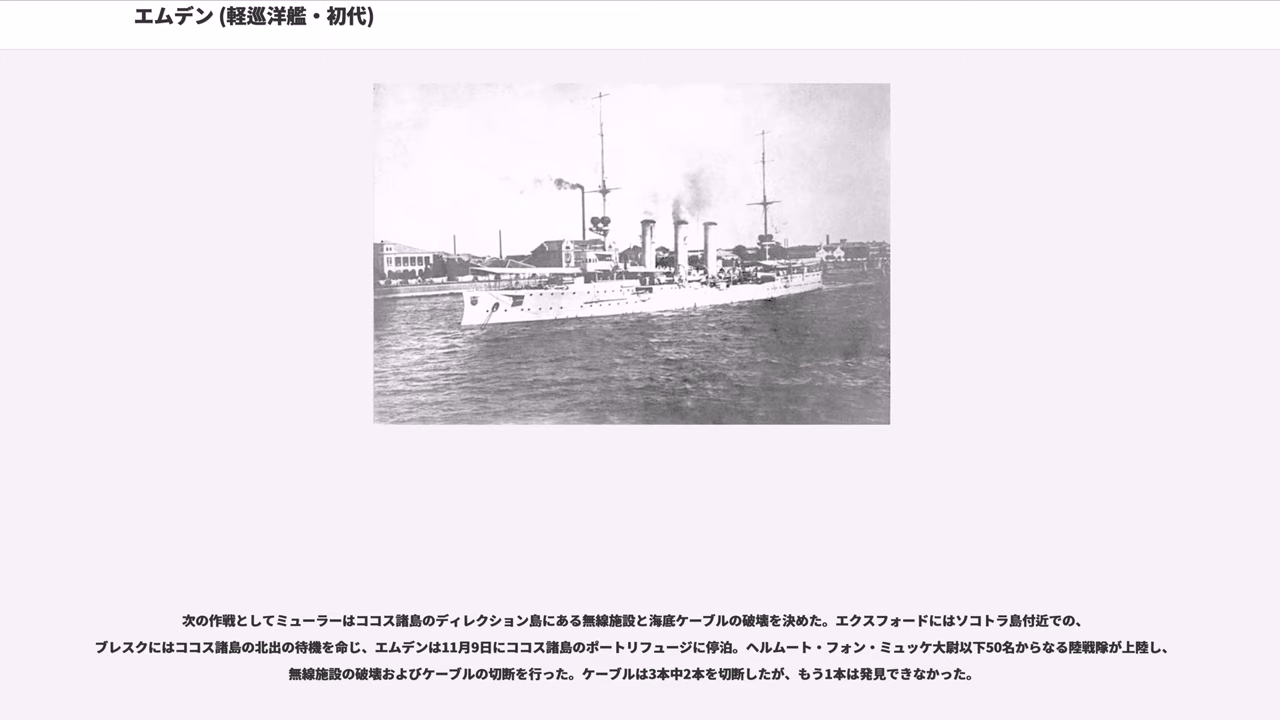 エムデン (軽巡洋艦・初代)
次の作戦としてミューラーはココス諸島のディレクション島にある無線施設と海底ケーブルの破壊を決めた。エクスフォードにはソコトラ島付近での、
ブレスクにはココス諸島の北出の待機を命じ、エムデンは11月9日にココス諸島のポートリフュージに停泊。ヘルムート・フォン・ミュッケ大尉以下50名からなる陸戦隊が上陸し、
無線施設の破壊およびケーブルの切断を行った。ケーブルは3本中2本を切断したが、もう1本は発見できなかった。